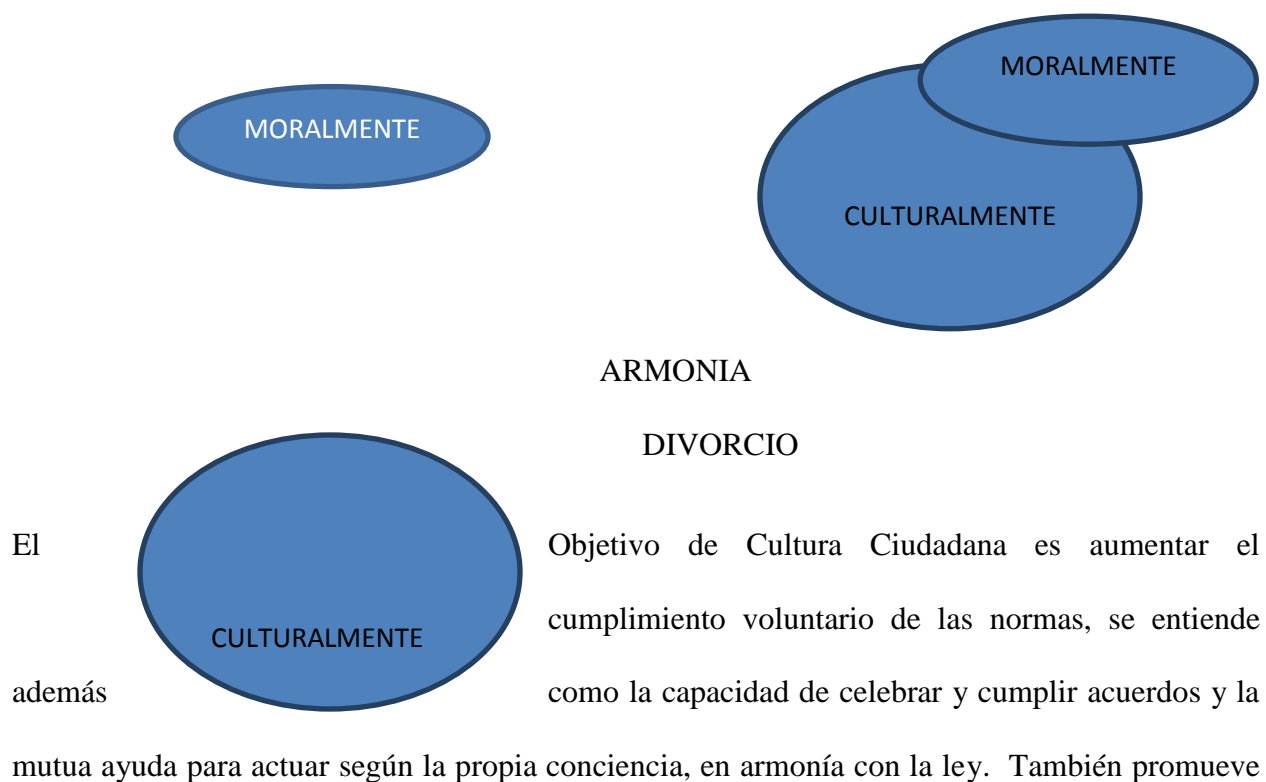 MORALMENTE
MORALMENTE
CULTURALMENTE
ARMONIA
DIVORCIO
El Objetivo de Cultura Ciudadana es aumentar el
cumplimiento voluntario de las normas, se entiende
CULTURALMENTE
además como la capacidad de celebrar y cumplir acuerdos y la
mutua ayuda para actuar según la propia conciencia, en armonía con la ley. También promueve